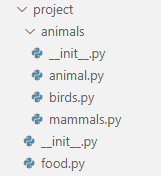 project
animals
__init__.py
animal.py
birds.py
mammals.py
__init__.py
food.py